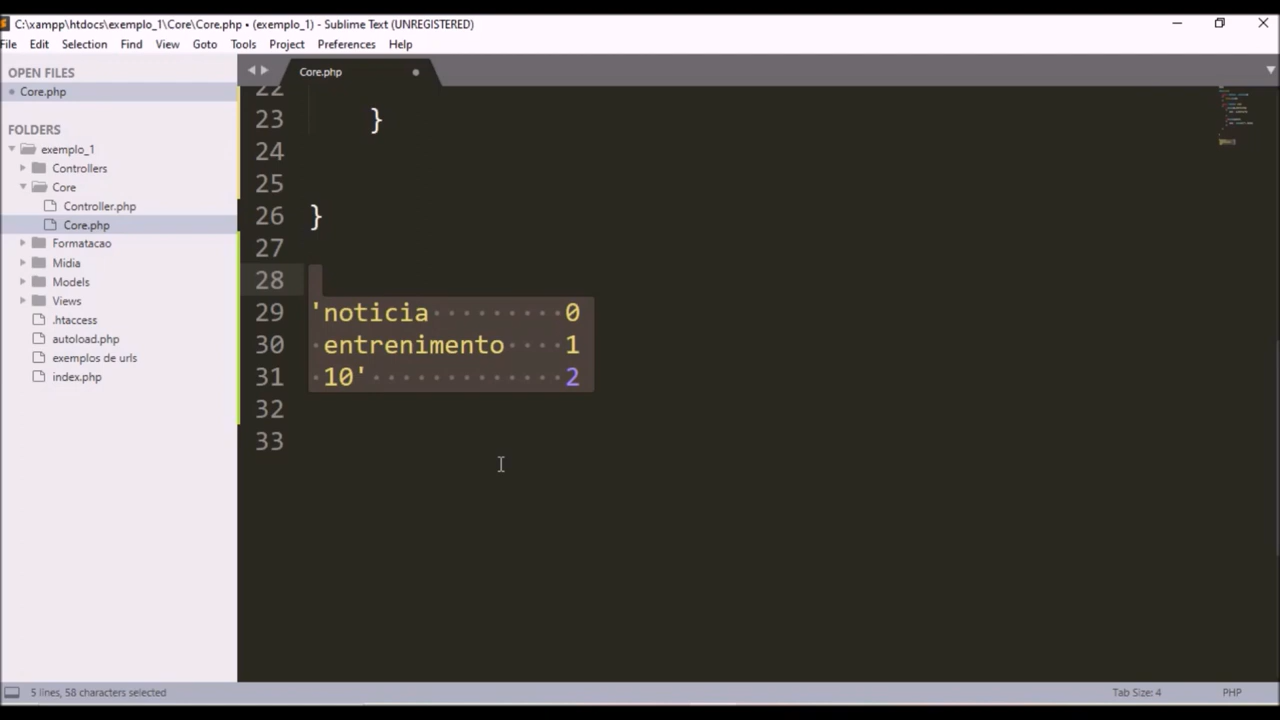 C:\xampp\htdocs\exemplo_1\Core\Core.php • (exemplo_1) - Sublime Text (UNREGISTERED)
File Edit Selection Find View Goto Tools Project Preferences Help
OPEN FILES
Core.php
FOLDERS
exemplo_1
Controllers
Core
Controller.php
Core.php
Formatacao
Midia
Models
Views
.htaccess
autoload.php
exemplos de urls
index.php
Core.php
22
23 }
24
25
26 }
27
28
29 'noticia 0
30 entrenimento 1
31 10' 2
32
33
5 lines, 58 characters selected
Tab Size: 4
PHP